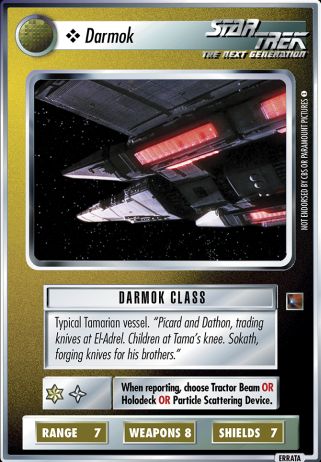 ❖ Darmok
STAR TREK
THE NEXT GENERATION
NOT ENDORSED BY CBS OR PARAMOUNT PICTURES
DARMOK CLASS
Typical Tamarian vessel. “Picard and Dathon, trading
knives at El-Adrel. Children at Tama’s knee. Sokath,
forging knives for his brothers.”
When reporting, choose Tractor Beam OR
Holodeck OR Particle Scattering Device.
RANGE 7 WEAPONS 8 SHIELDS 7
ERRATA